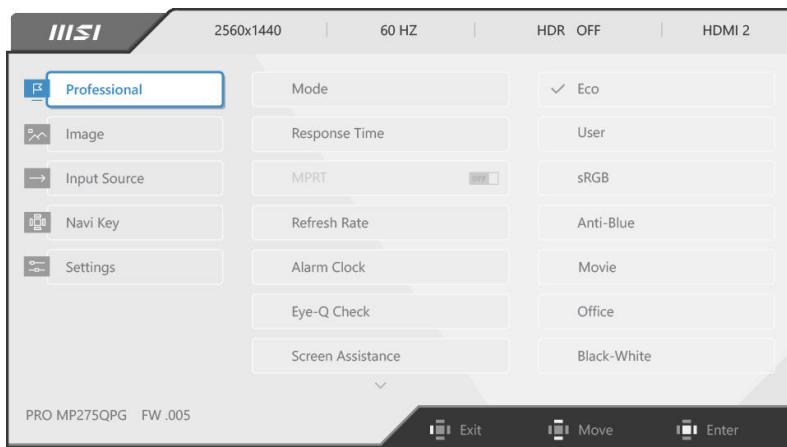 msi
2560x1440 60 HZ HDR OFF HDMI 2
Professional Mode Eco
Image Response Time User
Input Source MPRT OFF sRGB
Navi Key Refresh Rate Anti-Blue
Settings Alarm Clock Movie
Eye-Q Check Office
Screen Assistance Black-White
PRO MP275QPG FW .005
Exit Move Enter